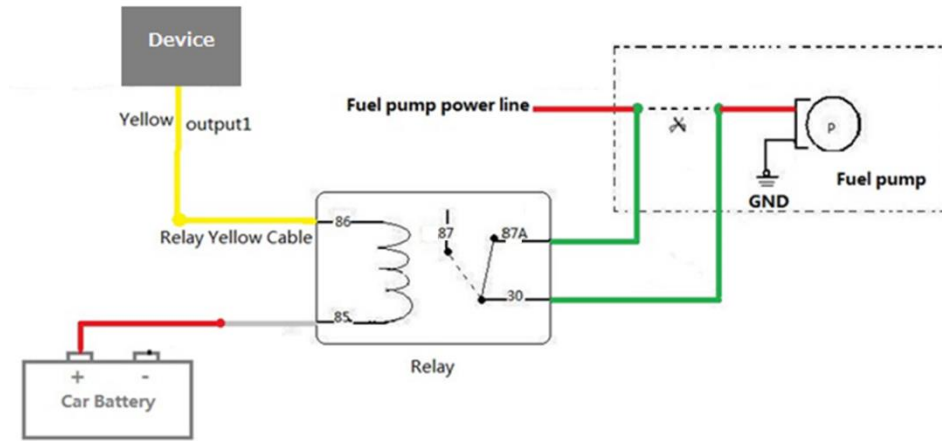 Device
Yellow
output1
Fuel pump power line
P
Fuel pump
GND
Relay Yellow Cable
86
87
87A
30
85
Relay
+
-
Car Battery